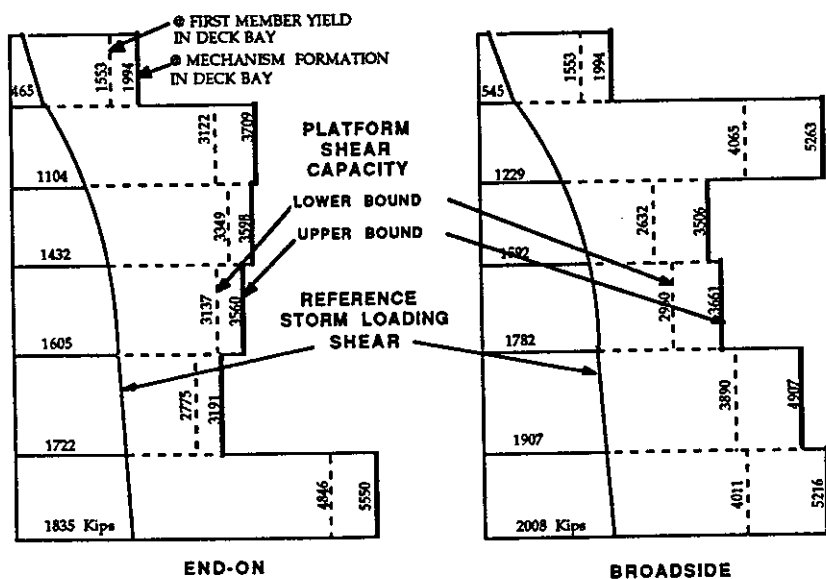 @ FIRST MEMBER YIELD
IN DECK BAY
@ MECHANISM FORMATION
IN DECK BAY
465
1553
1994
545
1553
1994
3122
3709
PLATFORM
SHEAR
CAPACITY
4065
5263
1104
1229
LOWER BOUND
UPPER BOUND
3349
3598
2632
3506
1432
1592
3137
3560
REFERENCE
STORM LOADING
SHEAR
2960
3661
1605
1782
2775
3191
3890
4907
1722
1907
4846
5550
4011
5216
1835 Kips
2008 Kips
END-ON
BROADSIDE